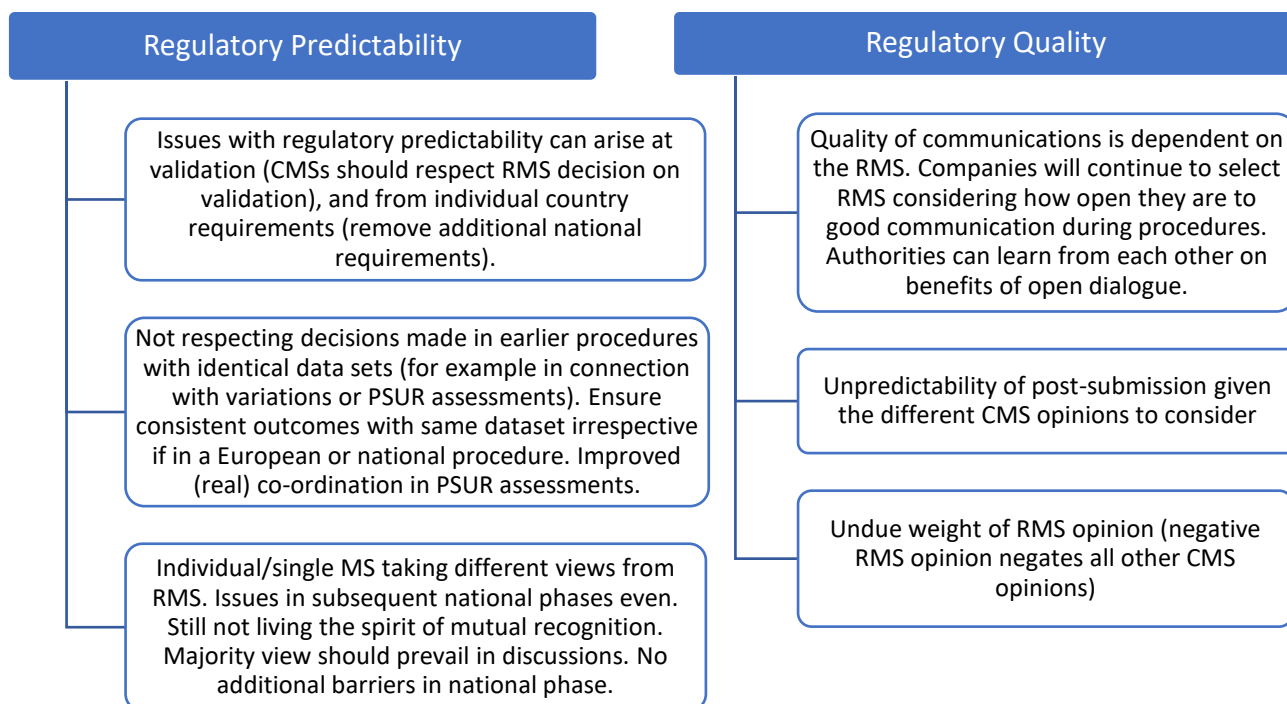 Regulatory Predictability
Issues with regulatory predictability can arise at
validation (CMSs should respect RMS decision on
validation), and from individual country
requirements (remove additional national
requirements).
Not respecting decisions made in earlier procedures
with identical data sets (for example in connection
with variations or PSUR assessments). Ensure
consistent outcomes with same dataset irrespective
if in a European or national procedure. Improved
(real) co-ordination in PSUR assessments.
Individual/single MS taking different views from
RMS. Issues in subsequent national phases even.
Still not living the spirit of mutual recognition.
Majority view should prevail in discussions. No
additional barriers in national phase.
Regulatory Quality
Quality of communications is dependent on
the RMS. Companies will continue to select
RMS considering how open they are to
good communication during procedures.
Authorities can learn from each other on
benefits of open dialogue.
Unpredictability of post-submission given
the different CMS opinions to consider
Undue weight of RMS opinion (negative
RMS opinion negates all other CMS
opinions)